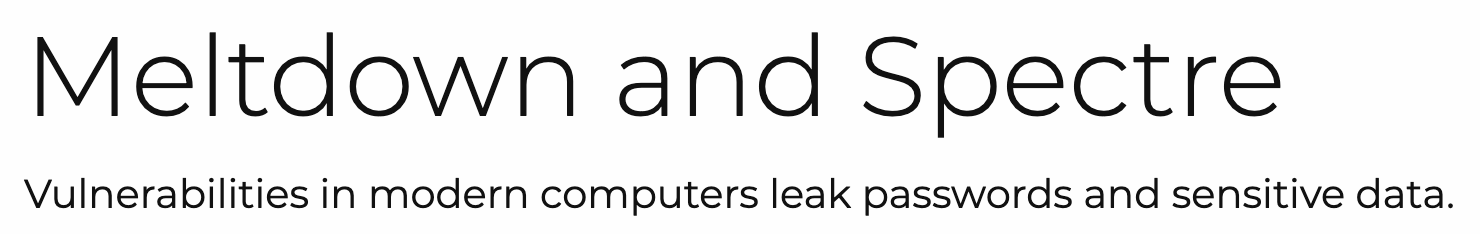 Meltdown and Spectre
Vulnerabilities in modern computers leak passwords and sensitive data.